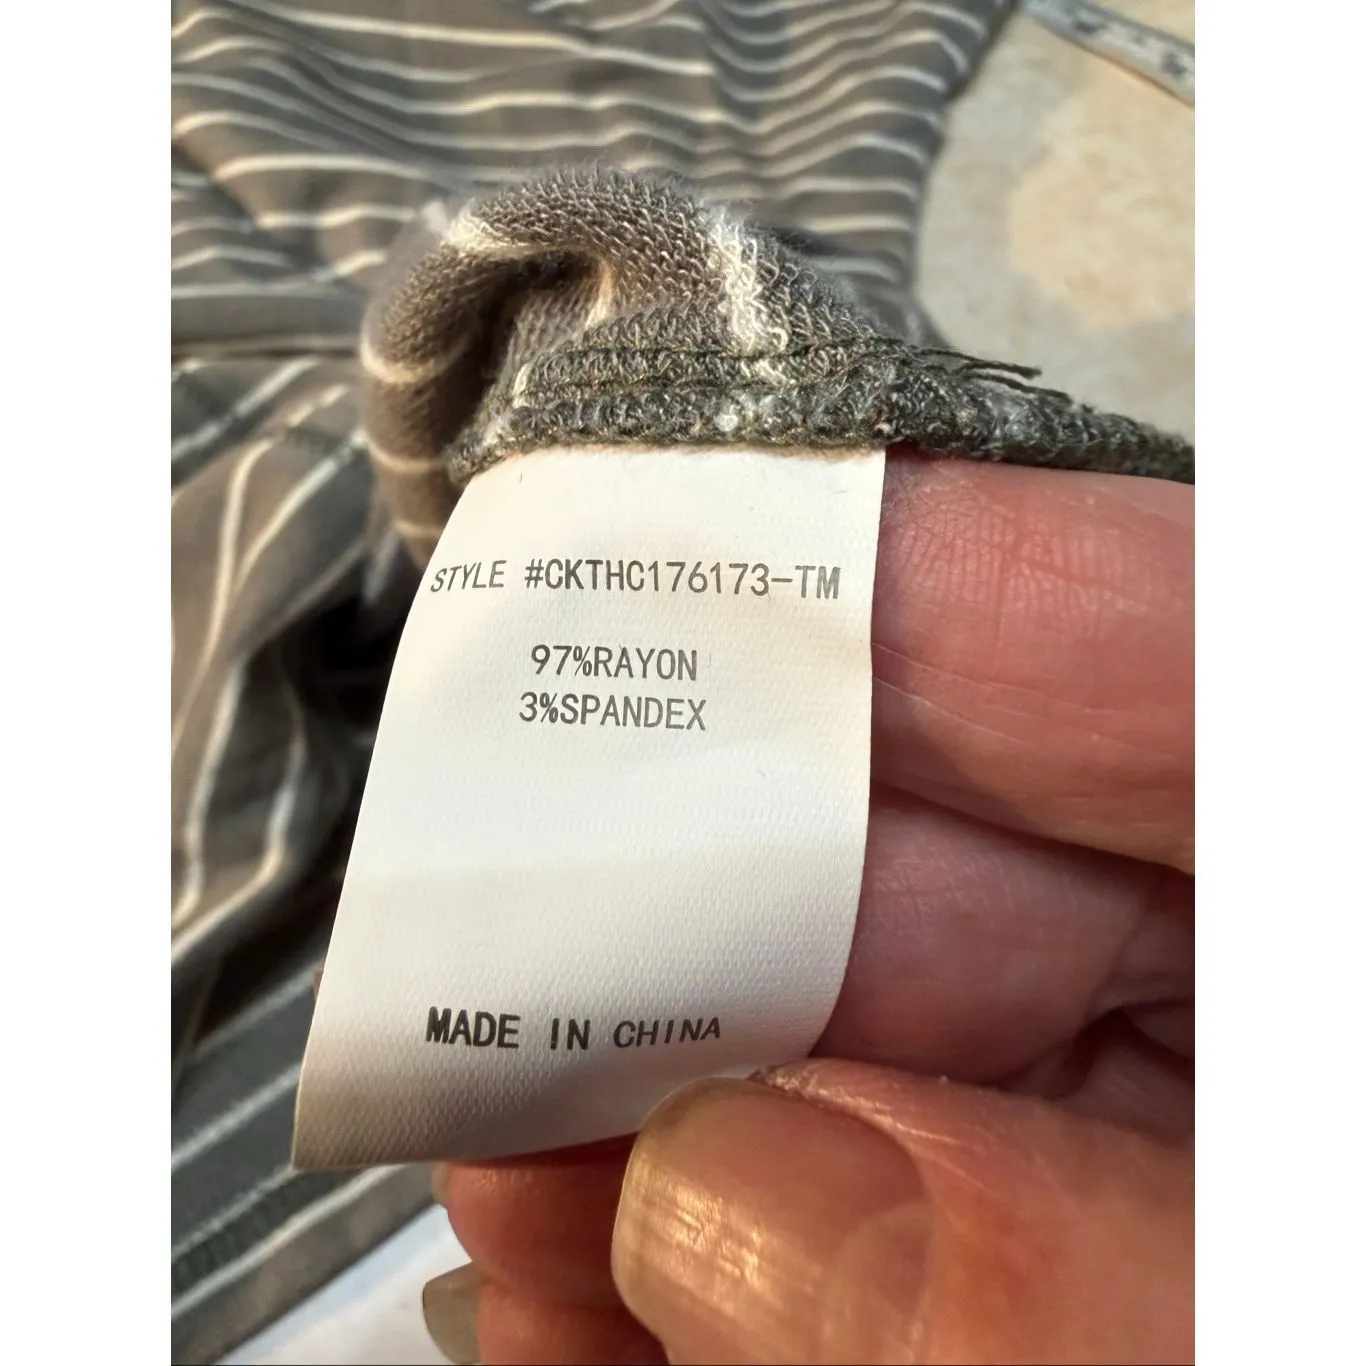 STYLE #CKTHC176173-TM
97%RAYON
3%SPANDEX
MADE IN CHINA